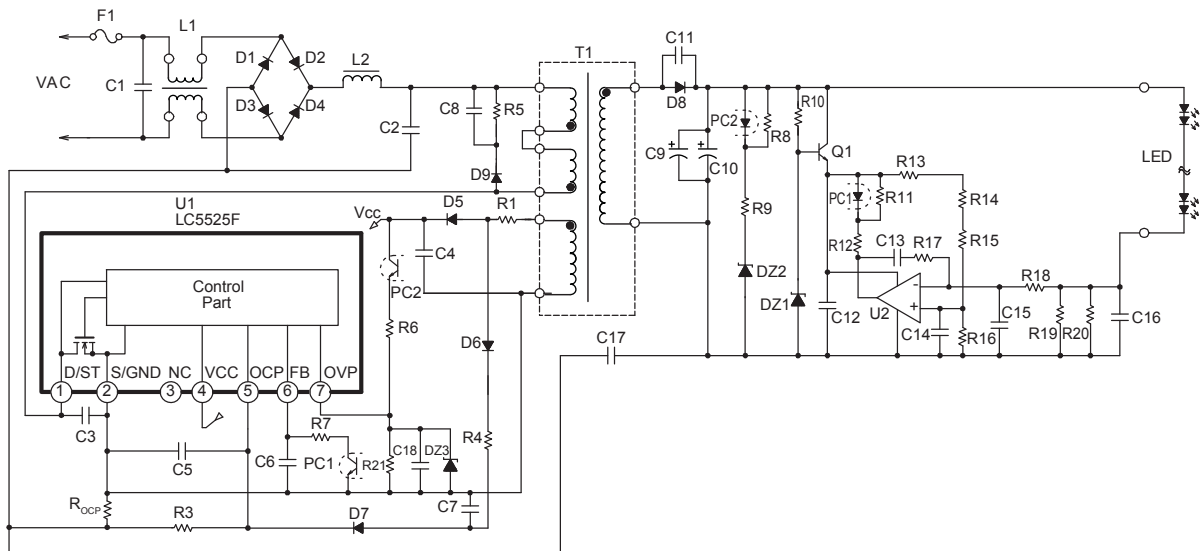 F1
L1
VAC
C1
D1
D2
D3
D4
L2
C2
C8
R5
D9
T1
C11
D8
C9
+
C10
+
PC2
R8
R9
DZ2
R10
DZ1
Q1
R13
PC1
R11
R14
R12
C13
R17
R15
U2
-
+
C12
C14
R16
C15
R18
R19
R20
C16
LED
U1
LC5525F
Control
Part
D/ST
S/GND
NC
VCC
OCP
FB
OVP
1
2
3
4
5
6
7
Vcc
D5
R1
C4
PC2
R6
D6
C17
C3
C5
C6
R7
PC1
R21
C18
DZ3
R4
C7
ROCP
R3
D7